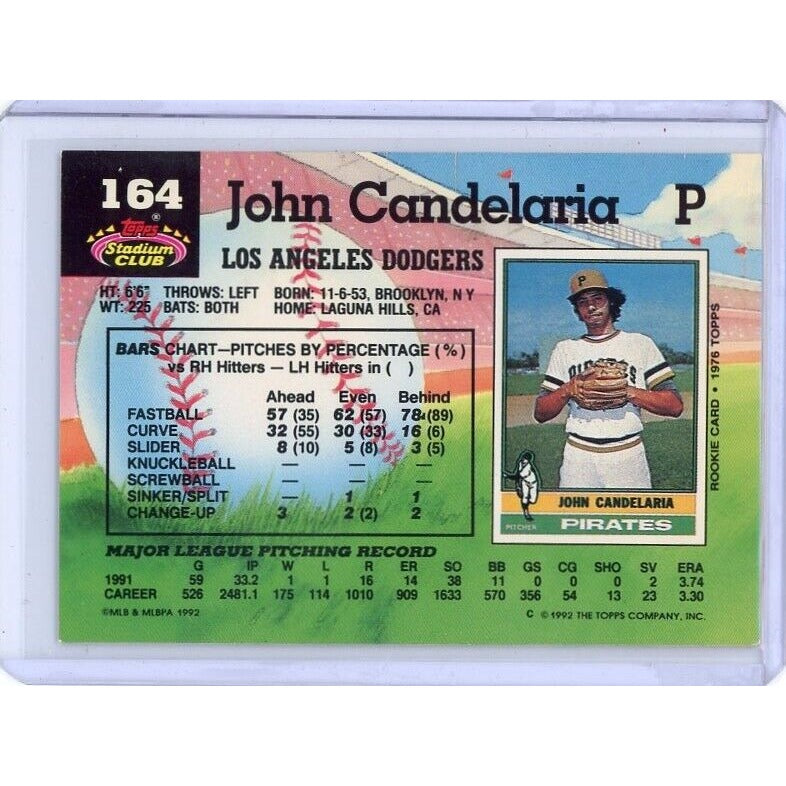 164
Topps ®
Stadium
CLUB
John Candelaria P
LOS ANGELES DODGERS
HT: 6'6" THROWS: LEFT BORN: 11-6-53, BROOKLYN, N Y
WT: 225 BATS: BOTH HOME: LAGUNA HILLS, CA
BARS CHART—PITCHES BY PERCENTAGE (%)
vs RH Hitters — LH Hitters in ( )
Ahead Even Behind
FASTBALL 57 (35) 62 (57) 78 (89)
CURVE 32 (55) 30 (33) 16 (6)
SLIDER 8 (10) 5 (8) 3 (5)
KNUCKLEBALL — — —
SCREWBALL — — —
SINKER/SPLIT — 1 1
CHANGE-UP 3 2 (2) 2
P
PIRATES
JOHN CANDELARIA
PITCHER PIRATES
ROOKIE CARD • 1976 TOPPS
MAJOR LEAGUE PITCHING RECORD
G IP W L R ER SO BB GS CG SHO SV ERA
1991 59 33.2 1 1 16 14 38 11 0 0 0 2 3.74
CAREER 526 2481.1 175 114 1010 909 1633 570 356 54 13 23 3.30
©MLB & MLBPA 1992
C © 1992 THE TOPPS COMPANY, INC.